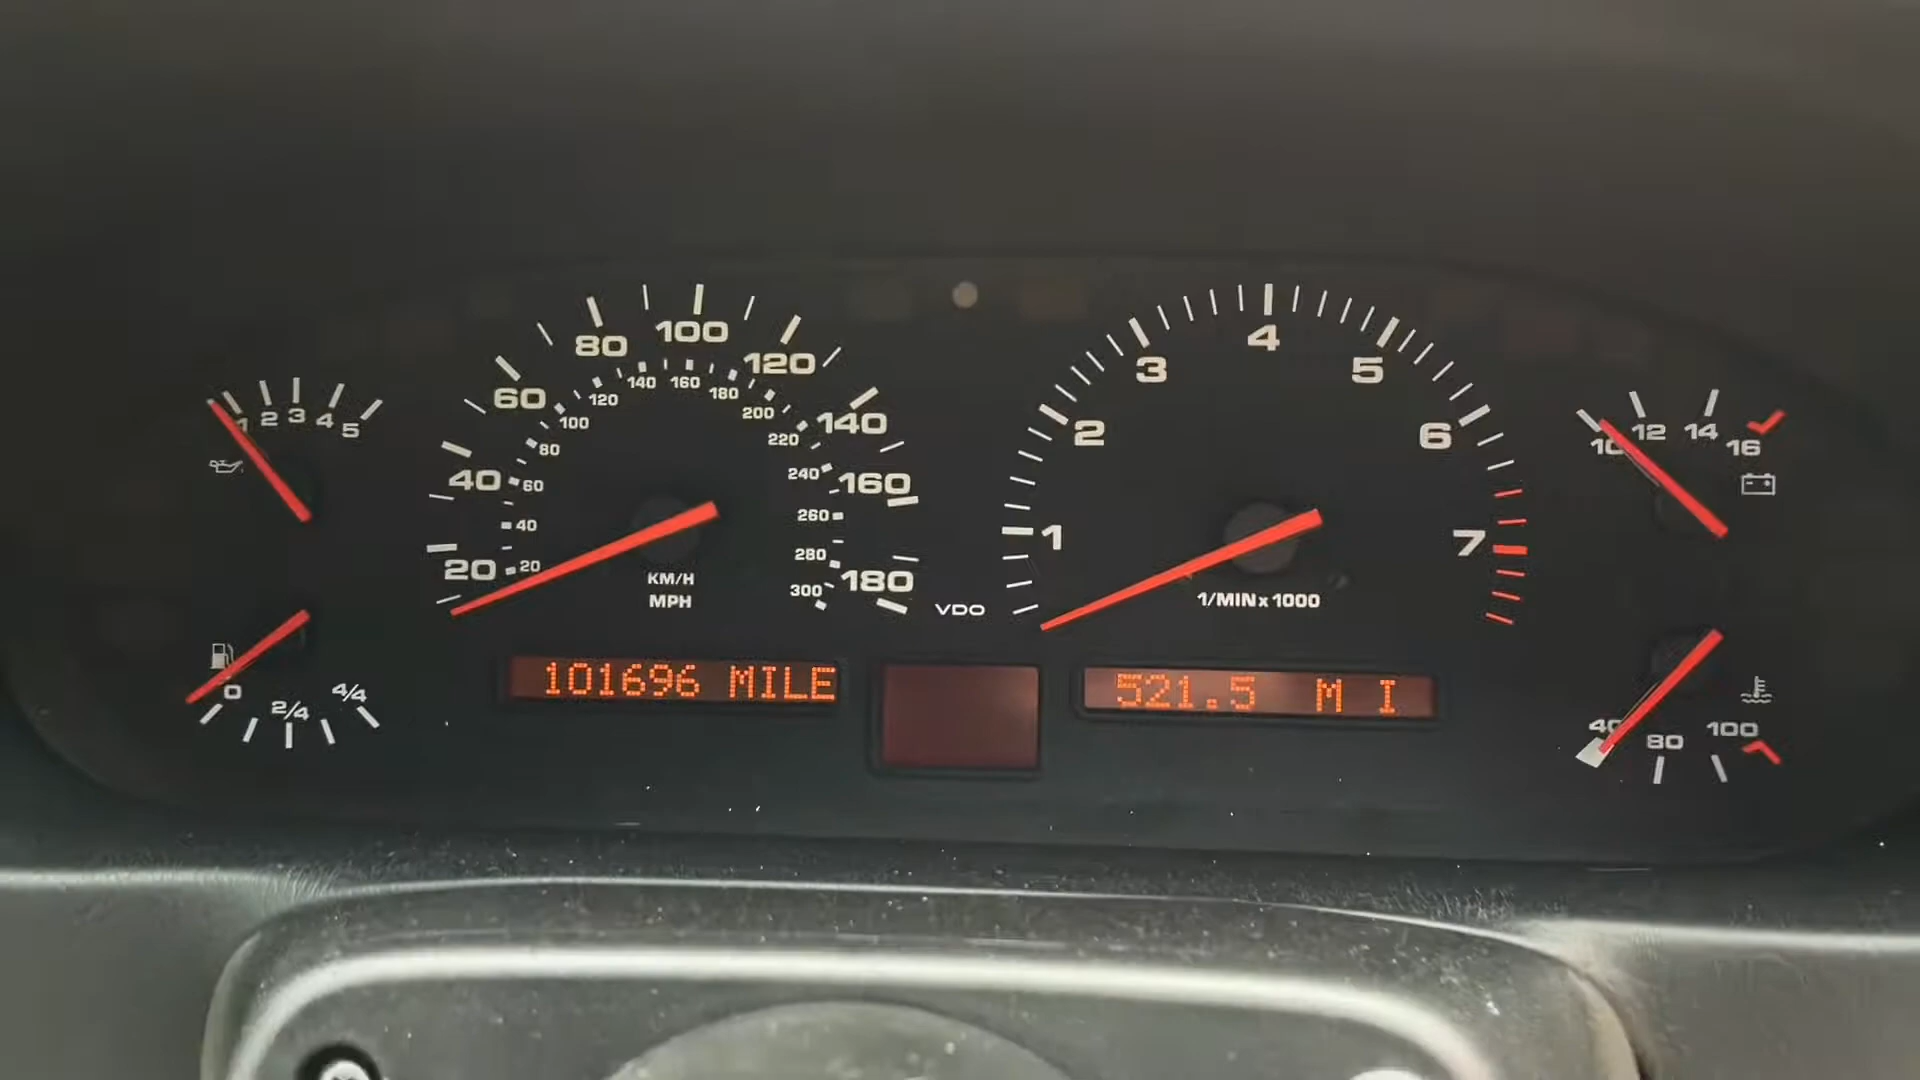 1 2 3 4 5
0 2/4 4/4
20 40 60 80 100 120 140 160 180
20 40 60 80 100 120 140 160 180 200 220 240 260 280 300
KM/H
MPH
101696 MILE
VDO
1 2 3 4 5 6 7
1/MIN x 1000
521.5 M I
10 12 14 16
40 80 100